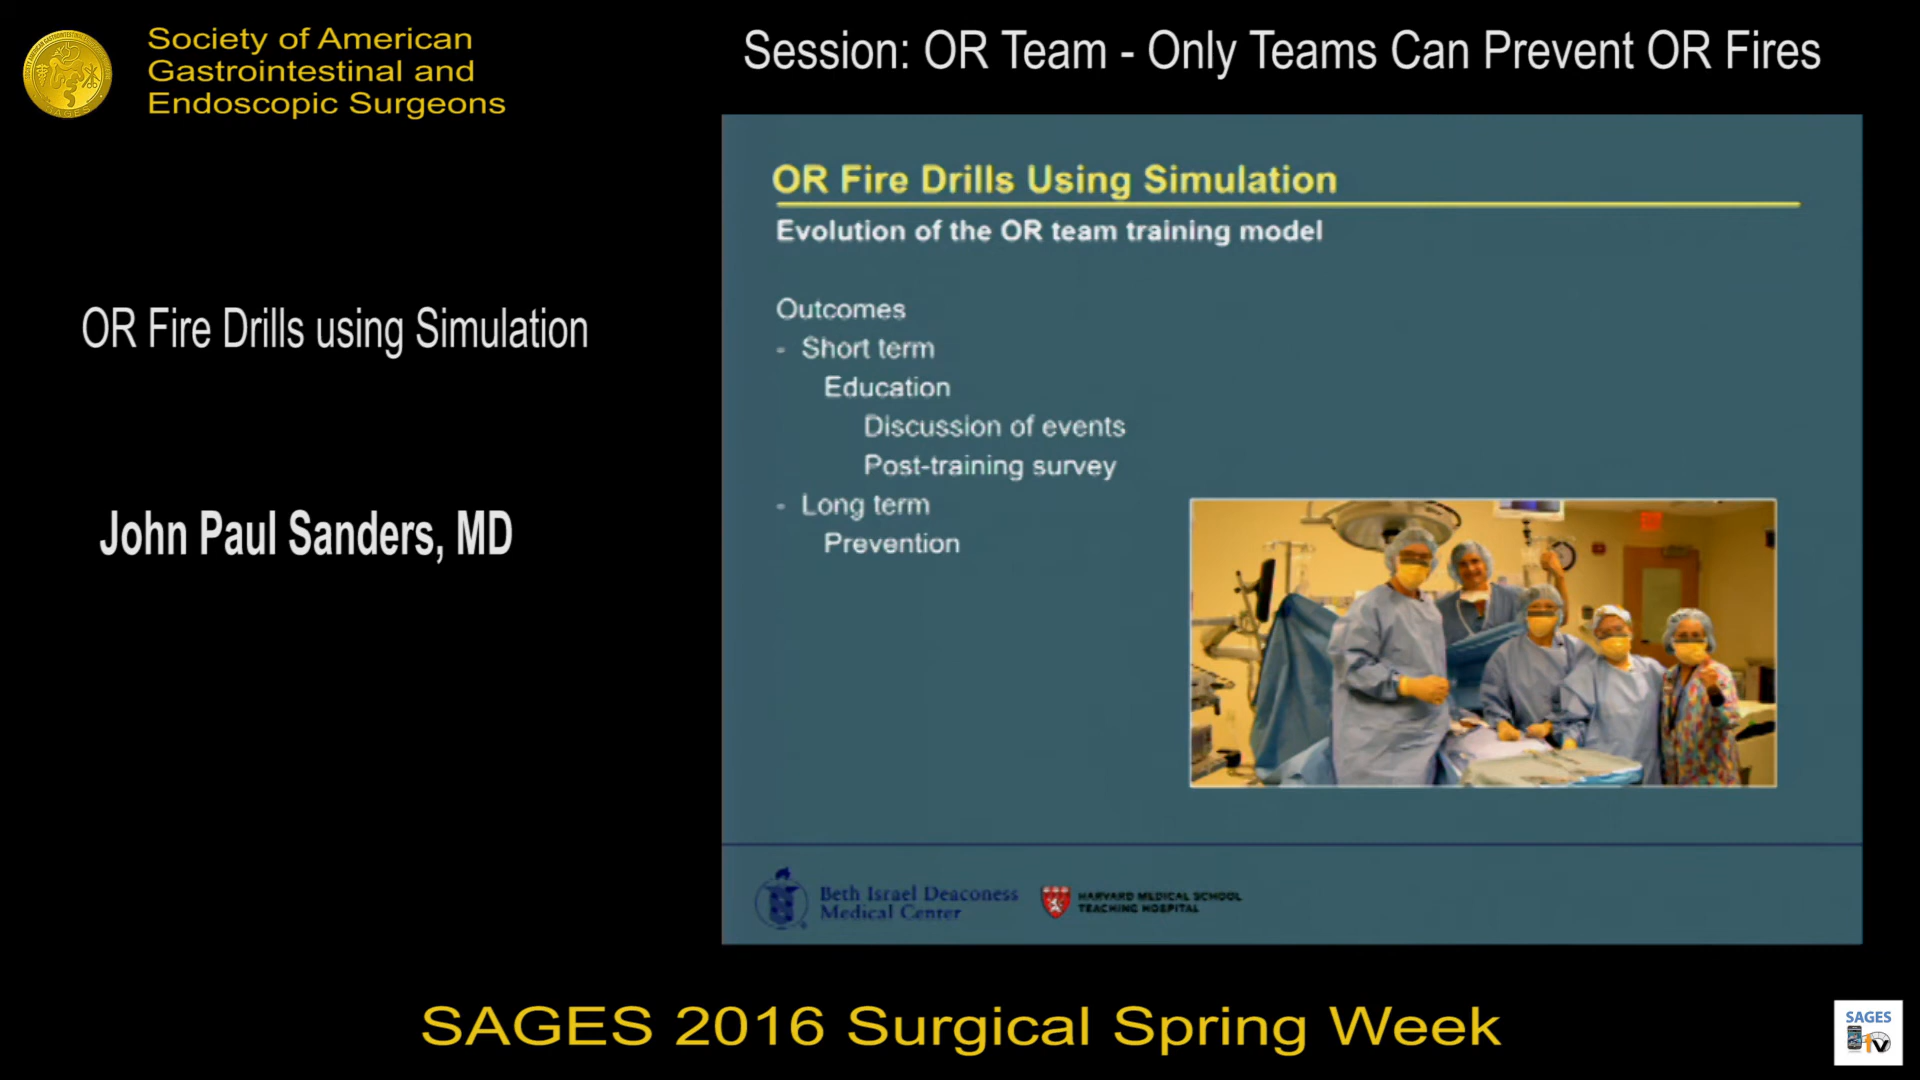 Society of American
Gastrointestinal and
Endoscopic Surgeons
Session: OR Team - Only Teams Can Prevent OR Fires
OR Fire Drills using Simulation
John Paul Sanders, MD
OR Fire Drills Using Simulation
Evolution of the OR team training model
Outcomes
- Short term
Education
Discussion of events
Post-training survey
- Long term
Prevention
Beth Israel Deaconess
Medical Center
HARVARD MEDICAL SCHOOL
TEACHING HOSPITAL
SAGES 2016 Surgical Spring Week
SAGES
TV